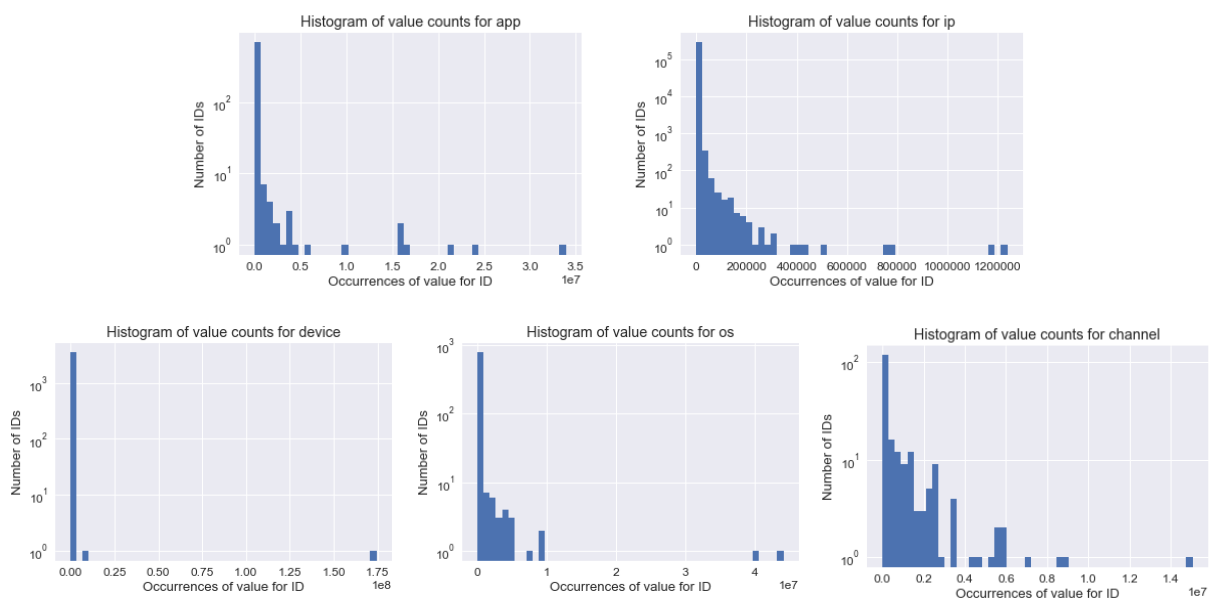 Histogram of value counts for app
Number of IDs
10^2
10^1
10^0
0.0 0.5 1.0 1.5 2.0 2.5 3.0 3.5
1e7
Occurrences of value for ID
Histogram of value counts for ip
Number of IDs
10^5
10^4
10^3
10^2
10^1
10^0
0 200000 400000 600000 800000 1000000 1200000
Occurrences of value for ID
Histogram of value counts for device
Number of IDs
10^3
10^2
10^1
10^0
0.00 0.25 0.50 0.75 1.00 1.25 1.50 1.75
1e8
Occurrences of value for ID
Histogram of value counts for os
Number of IDs
10^3
10^2
10^1
10^0
0 1 2 3 4
1e7
Occurrences of value for ID
Histogram of value counts for channel
Number of IDs
10^2
10^1
10^0
0.0 0.2 0.4 0.6 0.8 1.0 1.2 1.4
1e7
Occurrences of value for ID